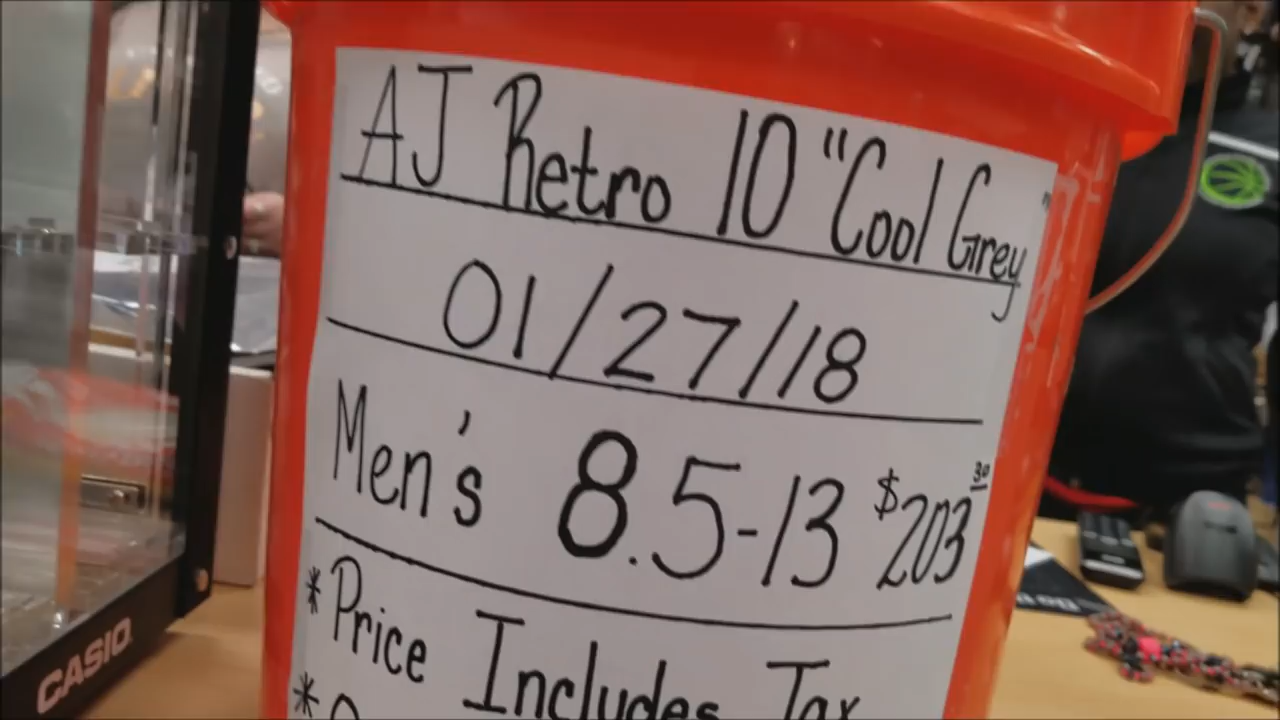 AJ Retro 10 "Cool Grey"
01/27/18
Men's 8.5-13 $203 30
*Price Includes Tax
*
CASIO